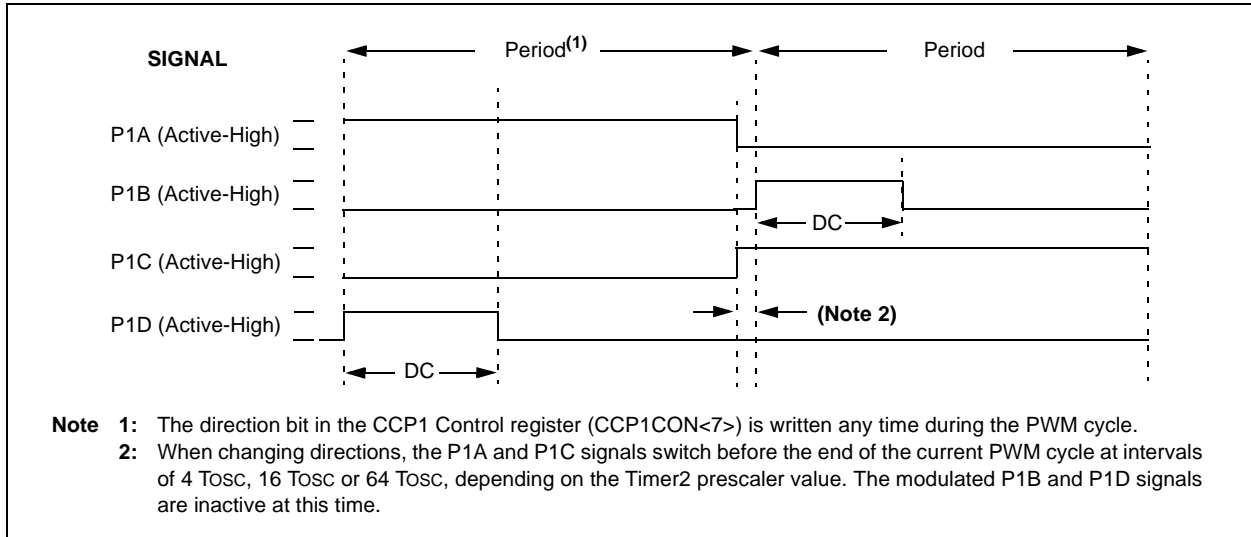 SIGNAL
Period(1)
Period
P1A (Active-High)
P1B (Active-High)
DC
P1C (Active-High)
P1D (Active-High)
(Note 2)
DC
Note 1: The direction bit in the CCP1 Control register (CCP1CON<7>) is written any time during the PWM cycle.
2: When changing directions, the P1A and P1C signals switch before the end of the current PWM cycle at intervals
of 4 TOSC, 16 TOSC or 64 TOSC, depending on the Timer2 prescaler value. The modulated P1B and P1D signals
are inactive at this time.